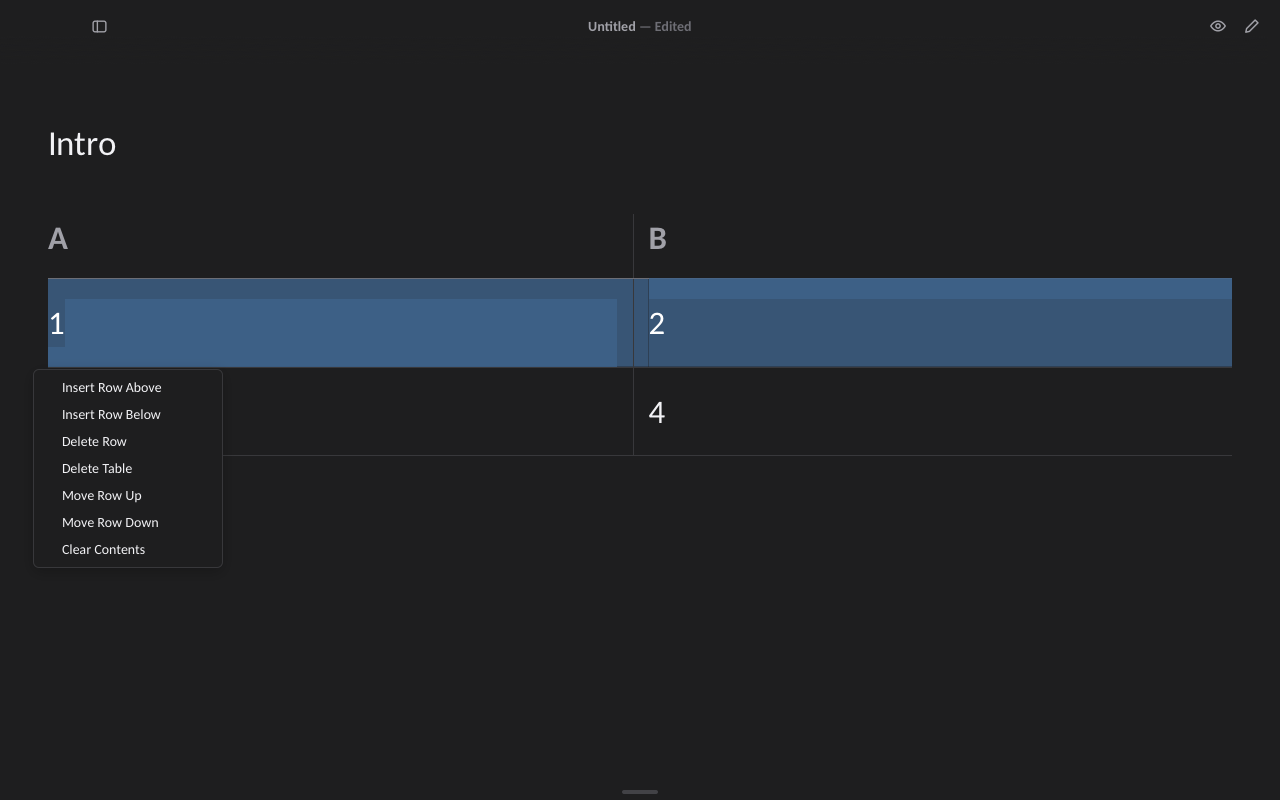 Untitled — Edited
Intro
A B
1 2
4
Insert Row Above
Insert Row Below
Delete Row
Delete Table
Move Row Up
Move Row Down
Clear Contents